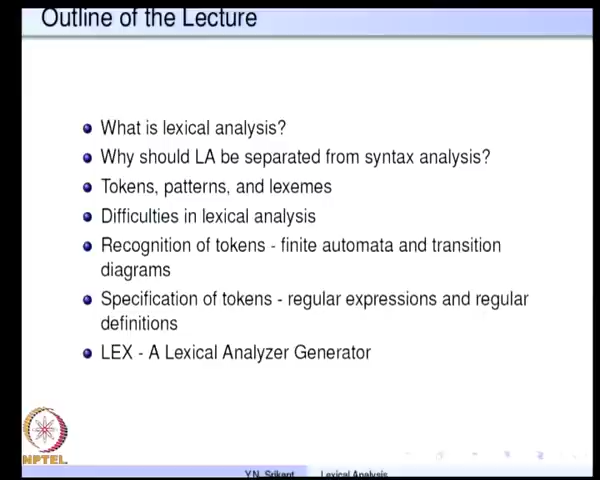 Outline of the Lecture
What is lexical analysis?
Why should LA be separated from syntax analysis?
Tokens, patterns, and lexemes
Difficulties in lexical analysis
Recognition of tokens - finite automata and transition
diagrams
Specification of tokens - regular expressions and regular
definitions
LEX - A Lexical Analyzer Generator
NPTEL
Y.N. Srikant Lexical Analysis